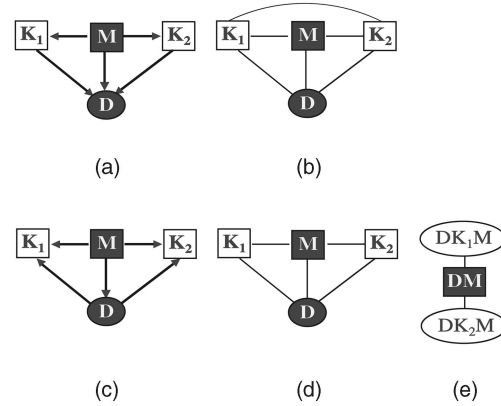 K₁ M K₂ K₁ M K₂
D D
(a) (b)
K₁ M K₂ K₁ M K₂ DK₁M
DM
D D DK₂M
(c) (d) (e)